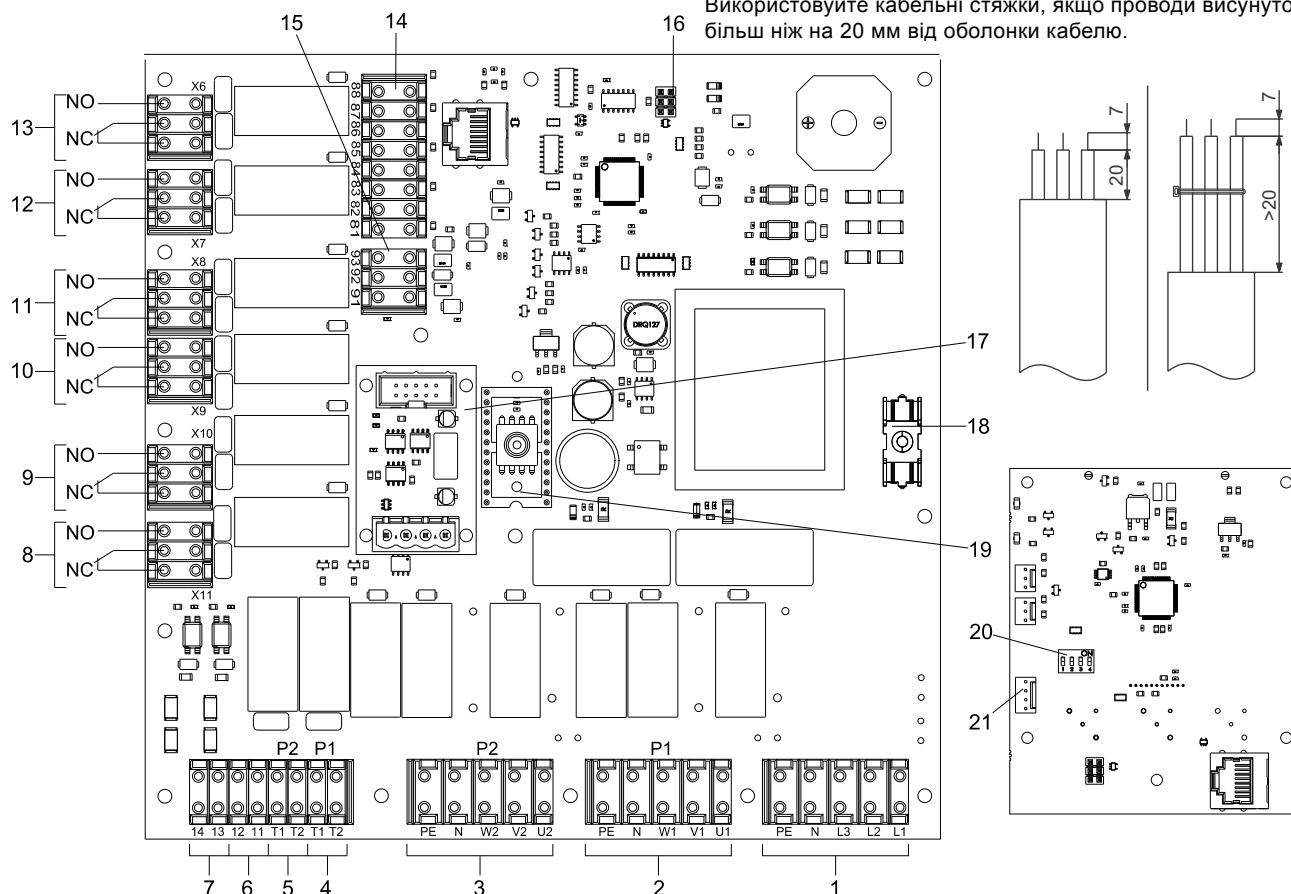 Використовуйте кабельні стяжки, якщо проводи висунуто
більш ніж на 20 мм від оболонки кабелю.
15
14
16
13
NO
NC
X6
12
NO
NC
X7
X8
11
NO
NC
10
NO
NC
X9
X10
9
NO
NC
8
NO
NC
X11
88
87
86
85
84
83
82
81
93
92
91
DRQ127
17
18
19
7
20
7
>20
20
ON
1 2 3 4
21
P2 P1
14 13 12 11 T1 T2 T1 T2
7 6 5 4
P2
PE N W2 V2 U2
3
P1
PE N W1 V1 U1
2
PE N L3 L2 L1
1